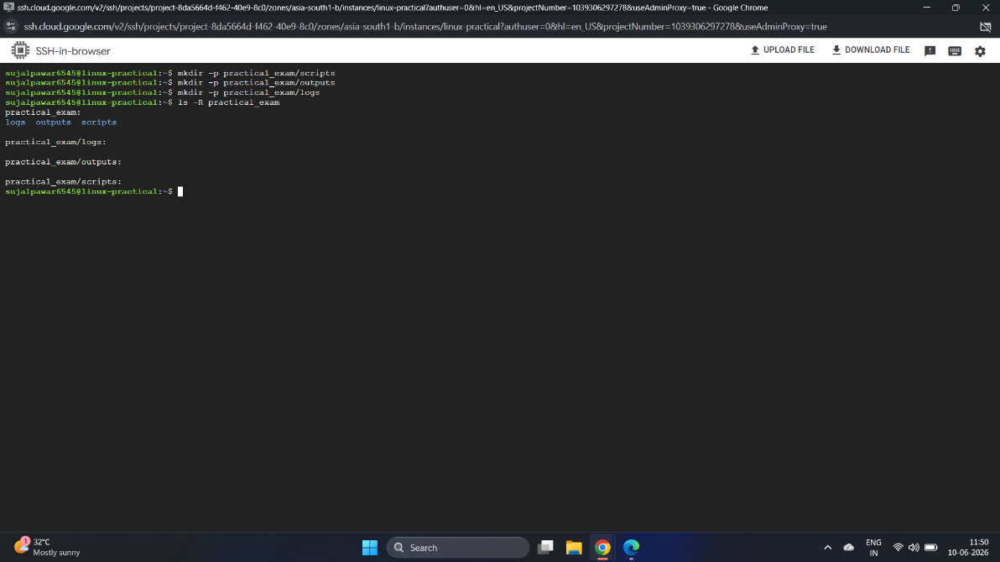 ssh.cloud.google.com/v2/ssh/projects/project-8da5664d-f462-40e9-8c0/zones/asia-south1-b/instances/linux-practical?authuser=0&hl=en_US&projectNumber=1039306297278&useAdminProxy=true - Google Chrome
ssh.cloud.google.com/v2/ssh/projects/project-8da5664d-f462-40e9-8c0/zones/asia-south1-b/instances/linux-practical?authuser=0&hl=en_US&projectNumber=1039306297278&useAdminProxy=true
SSH-in-browser UPLOAD FILE DOWNLOAD FILE
sujalpawar6545@linux-practical:~$ mkdir -p practical_exam/scripts
sujalpawar6545@linux-practical:~$ mkdir -p practical_exam/outputs
sujalpawar6545@linux-practical:~$ mkdir -p practical_exam/logs
sujalpawar6545@linux-practical:~$ ls -R practical_exam
practical_exam:
logs outputs scripts
practical_exam/logs:
practical_exam/outputs:
practical_exam/scripts:
sujalpawar6545@linux-practical:~$
1
32°C
Mostly sunny
Search
ENG
IN
11:50
10-06-2026